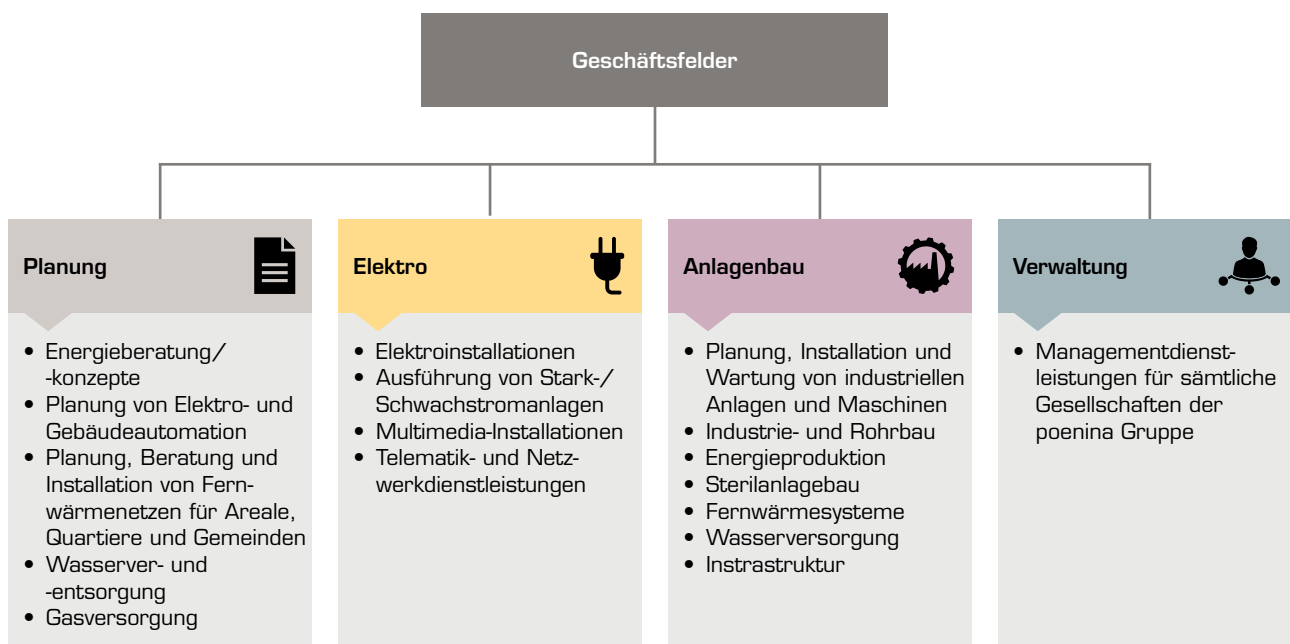 Geschäftsfelder
Planung
• Energieberatung/
-konzepte
• Planung von Elektro- und
Gebäudeautomation
• Planung, Beratung und
Installation von Fern-
wärmenetzen für Areale,
Quartiere und Gemeinden
• Wasserver- und
-entsorgung
• Gasversorgung
Elektro
• Elektroinstallationen
• Ausführung von Stark-/
Schwachstromanlagen
• Multimedia-Installationen
• Telematik- und Netz-
werkdienstleistungen
Anlagenbau
• Planung, Installation und
Wartung von industriellen
Anlagen und Maschinen
• Industrie- und Rohrbau
• Energieproduktion
• Sterilanlagebau
• Fernwärmesysteme
• Wasserversorgung
• Instrastruktur
Verwaltung
• Managementdienst-
leistungen für sämtliche
Gesellschaften der
poenina Gruppe